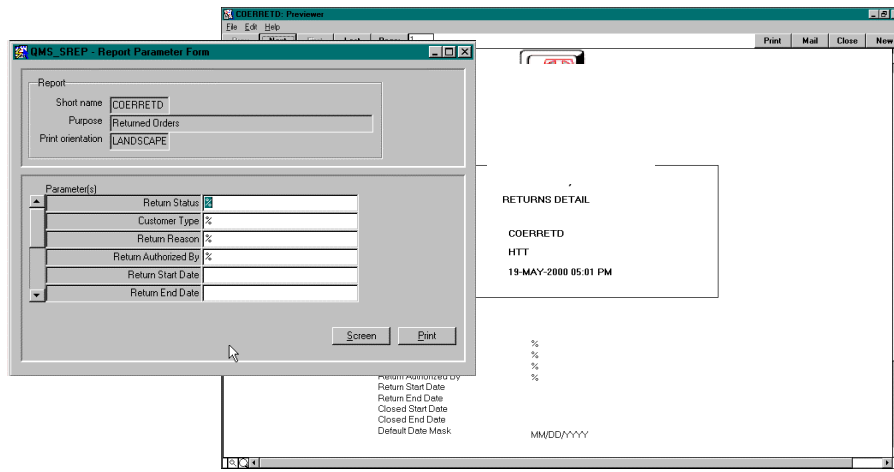 COERRETD: Previewer
File Edit Help
Print Mail Close New
QMS_SREP - Report Parameter Form
Report
Short name COERRETD
Purpose Returned Orders
Print orientation LANDSCAPE
Parameter(s)
Return Status %
Customer Type %
Return Reason %
Return Authorized By %
Return Start Date
Return End Date
Screen Print
,
RETURNS DETAIL
COERRETD
HTT
19-MAY-2000 05:01 PM
%
%
%
Return Authorized By %
Return Start Date
Return End Date
Closed Start Date
Closed End Date
Default Date Mask MM/DD/YYYY